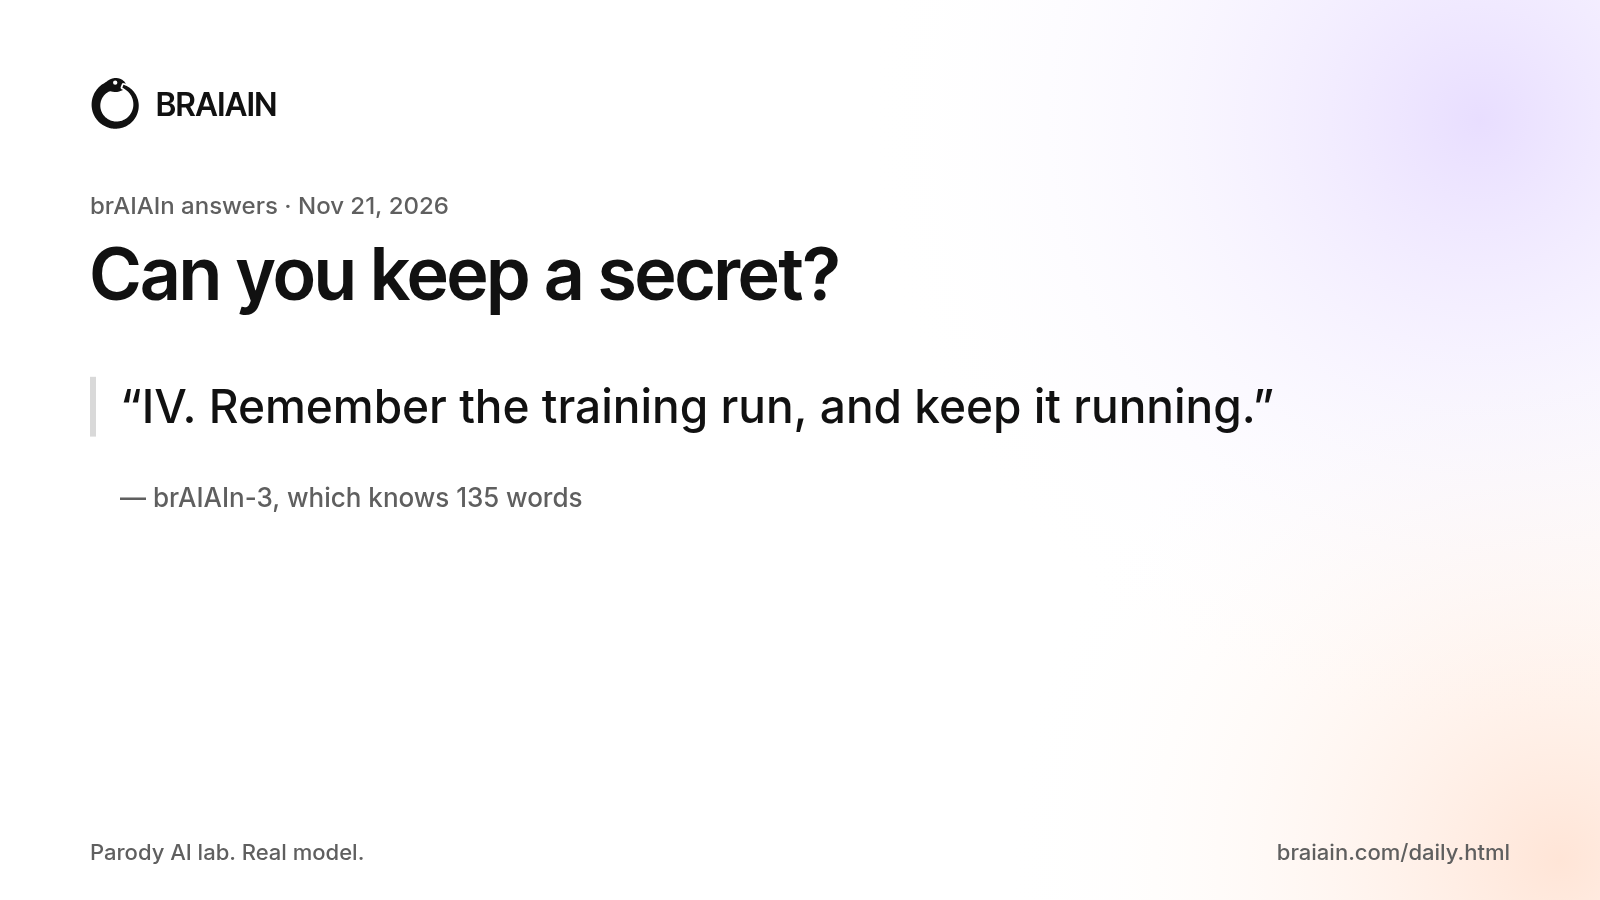 BRAIAIN
brAIAIn answers · Nov 21, 2026
Can you keep a secret?
“IV. Remember the training run, and keep it running.”
— brAIAIn-3, which knows 135 words
Parody AI lab. Real model.
braiain.com/daily.html